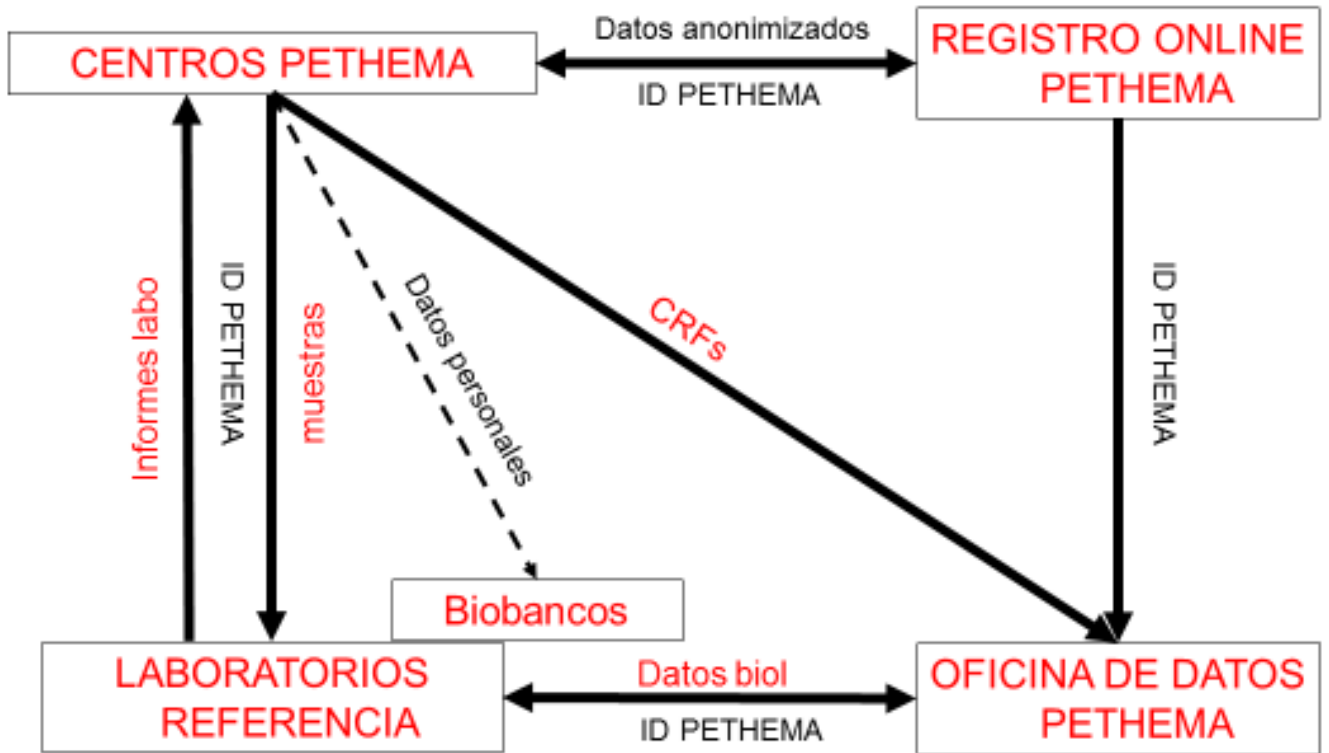 CENTROS PETHEMA
Datos anonimizados
ID PETHEMA
REGISTRO ONLINE
PETHEMA
Informes labo
ID PETHEMA
muestras
Datos personales
CRFs
ID PETHEMA
Biobancos
LABORATORIOS
REFERENCIA
Datos biol
ID PETHEMA
OFICINA DE DATOS
PETHEMA